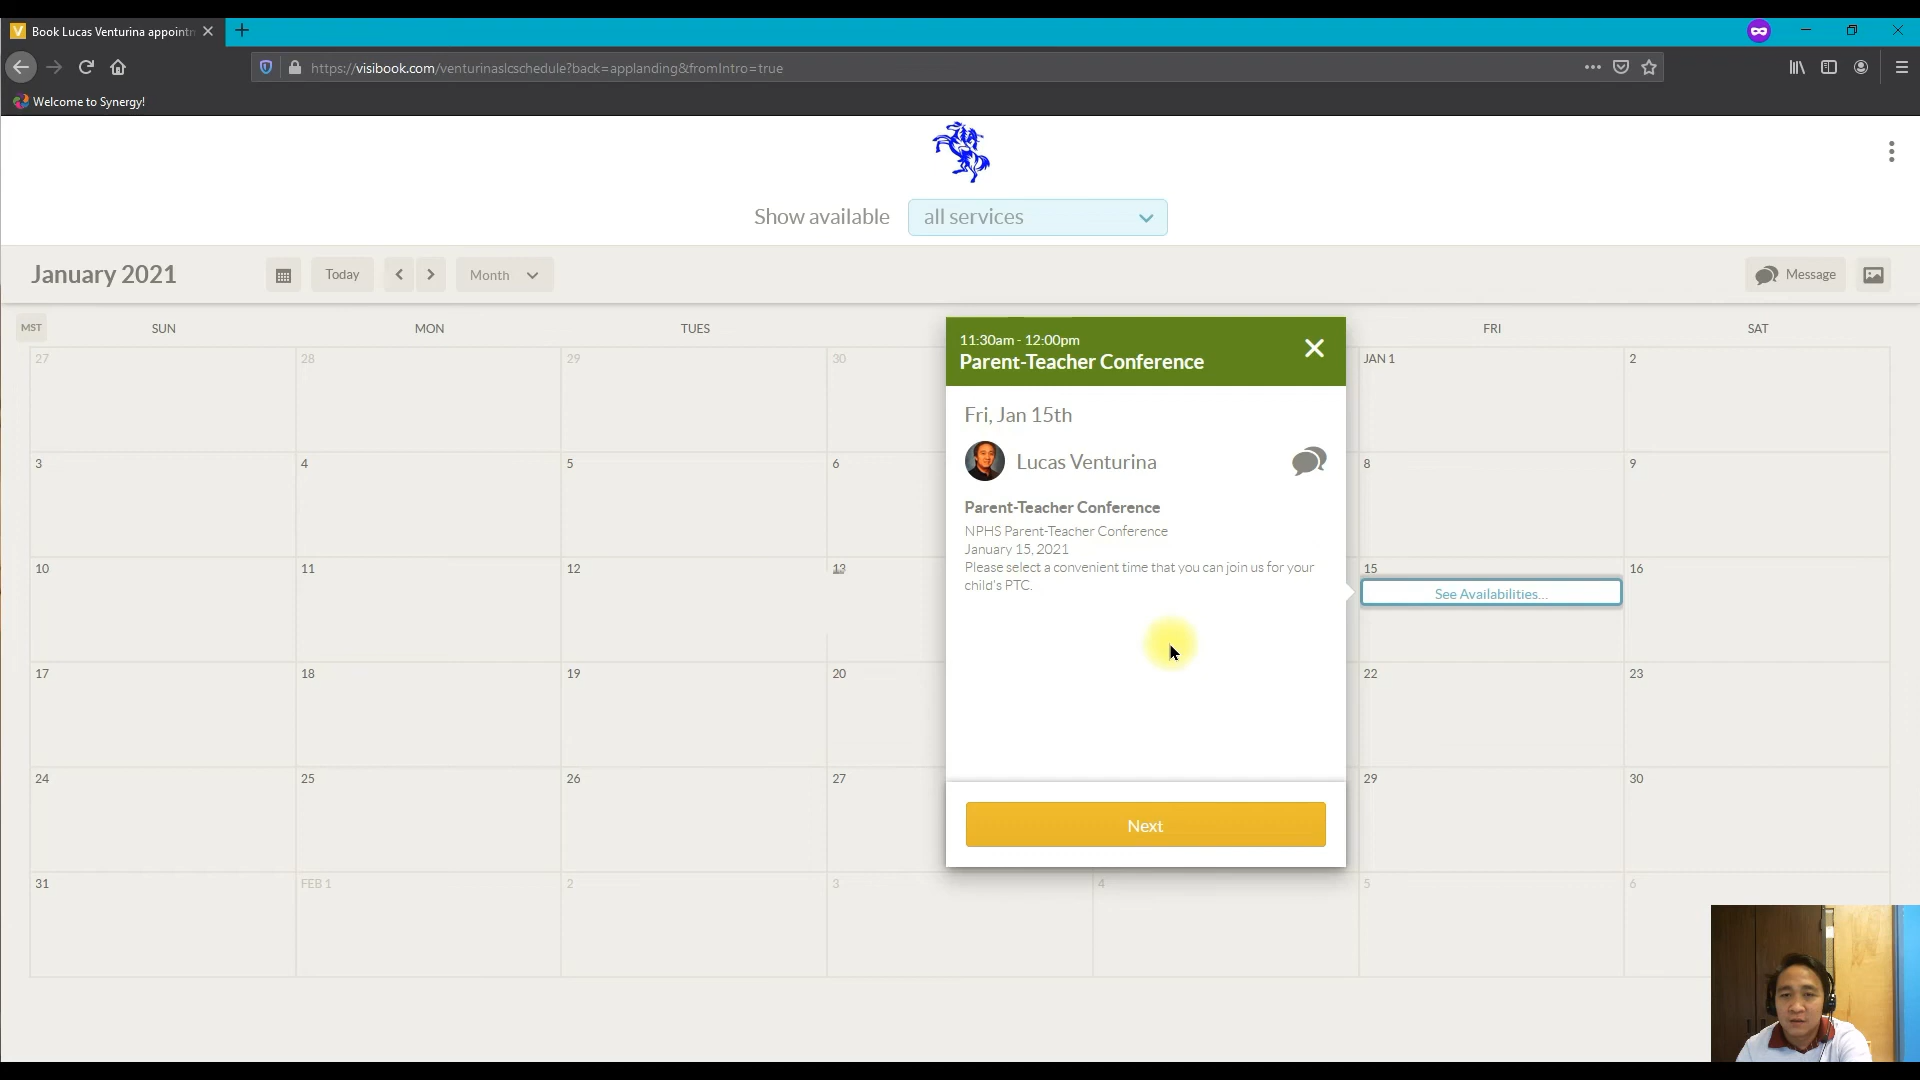 Book Lucas Venturina appointn
https://visibook.com/venturinaslcschedule?back=applanding&fromIntro=true
Welcome to Synergy!
Show available all services
January 2021 Today Month Message
MST SUN MON TUES FRI SAT
27 28 29 30 JAN 1 2
11:30am - 12:00pm
Parent-Teacher Conference
Fri, Jan 15th
Lucas Venturina
Parent-Teacher Conference
NPHS Parent-Teacher Conference
January 15, 2021
Please select a convenient time that you can join us for your
child's PTC.
Next
3 4 5 6 8 9
10 11 12 13 15 16
See Availabilities...
17 18 19 20 22 23
24 25 26 27 29 30
31 FEB 1 2 3 4 5 6